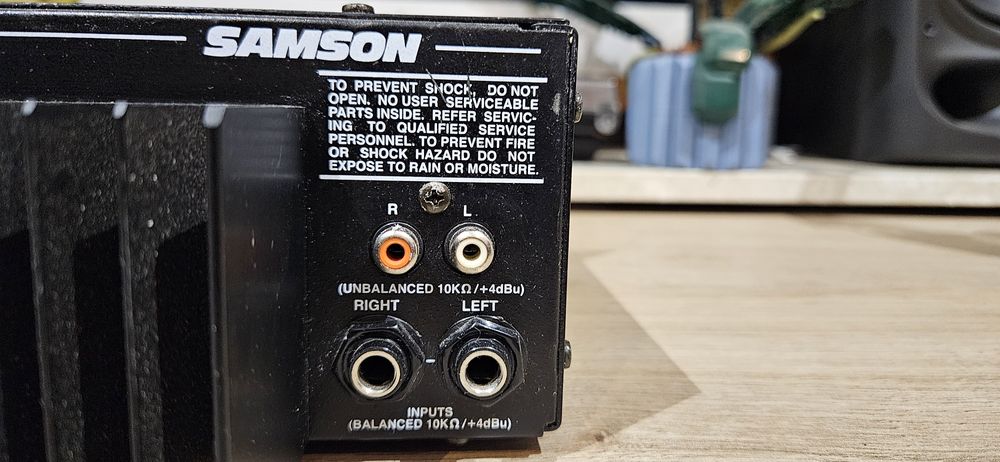 SAMSON
TO PREVENT SHOCK, DO NOT
OPEN. NO USER SERVICEABLE
PARTS INSIDE. REFER SERVIC-
ING TO QUALIFIED SERVICE
PERSONNEL. TO PREVENT FIRE
OR SHOCK HAZARD DO NOT
EXPOSE TO RAIN OR MOISTURE.
R L
(UNBALANCED 10KΩ/+4dBu)
RIGHT LEFT
INPUTS
(BALANCED 10KΩ/+4dBu)